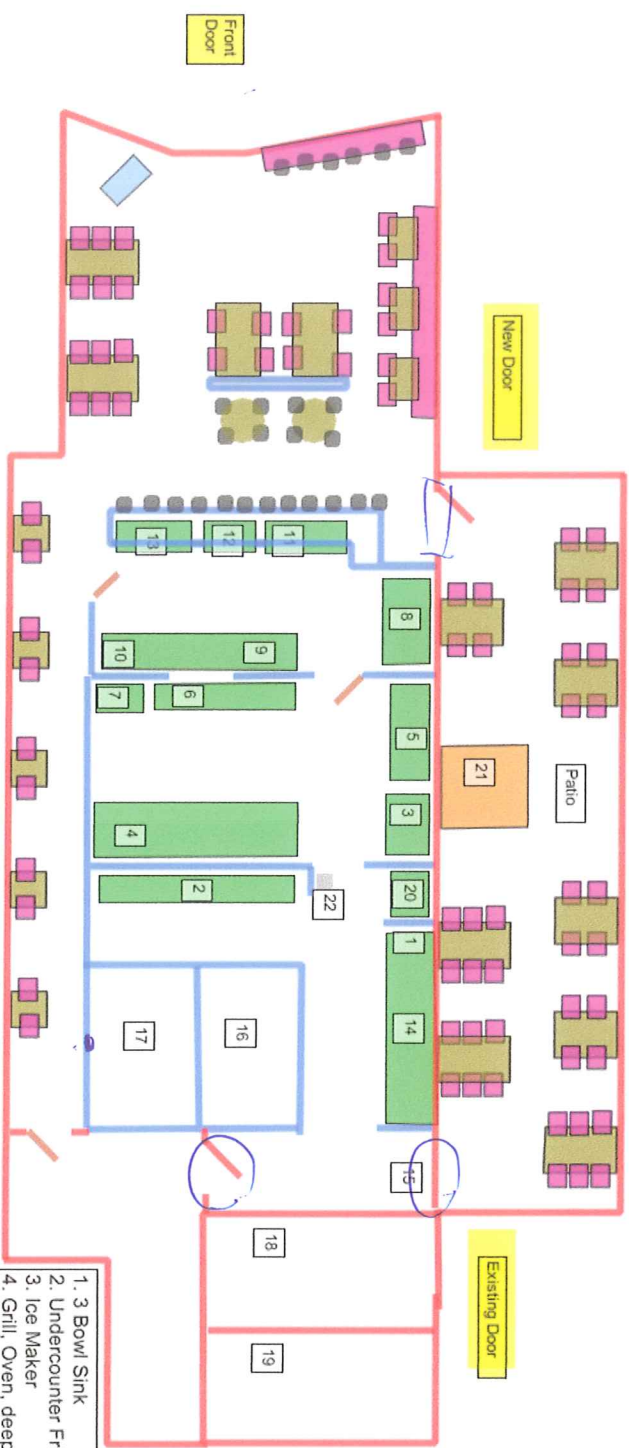 Front
Door
New Door
Patio
Existing Door
13
12
11
8
10
9
7
6
5
21
4
3
2
22
20
1
14
17
16
15
18
19
1. 3 Bowl Sink
2. Undercounter Fr
3. Ice Maker
4. Grill, Oven, deep